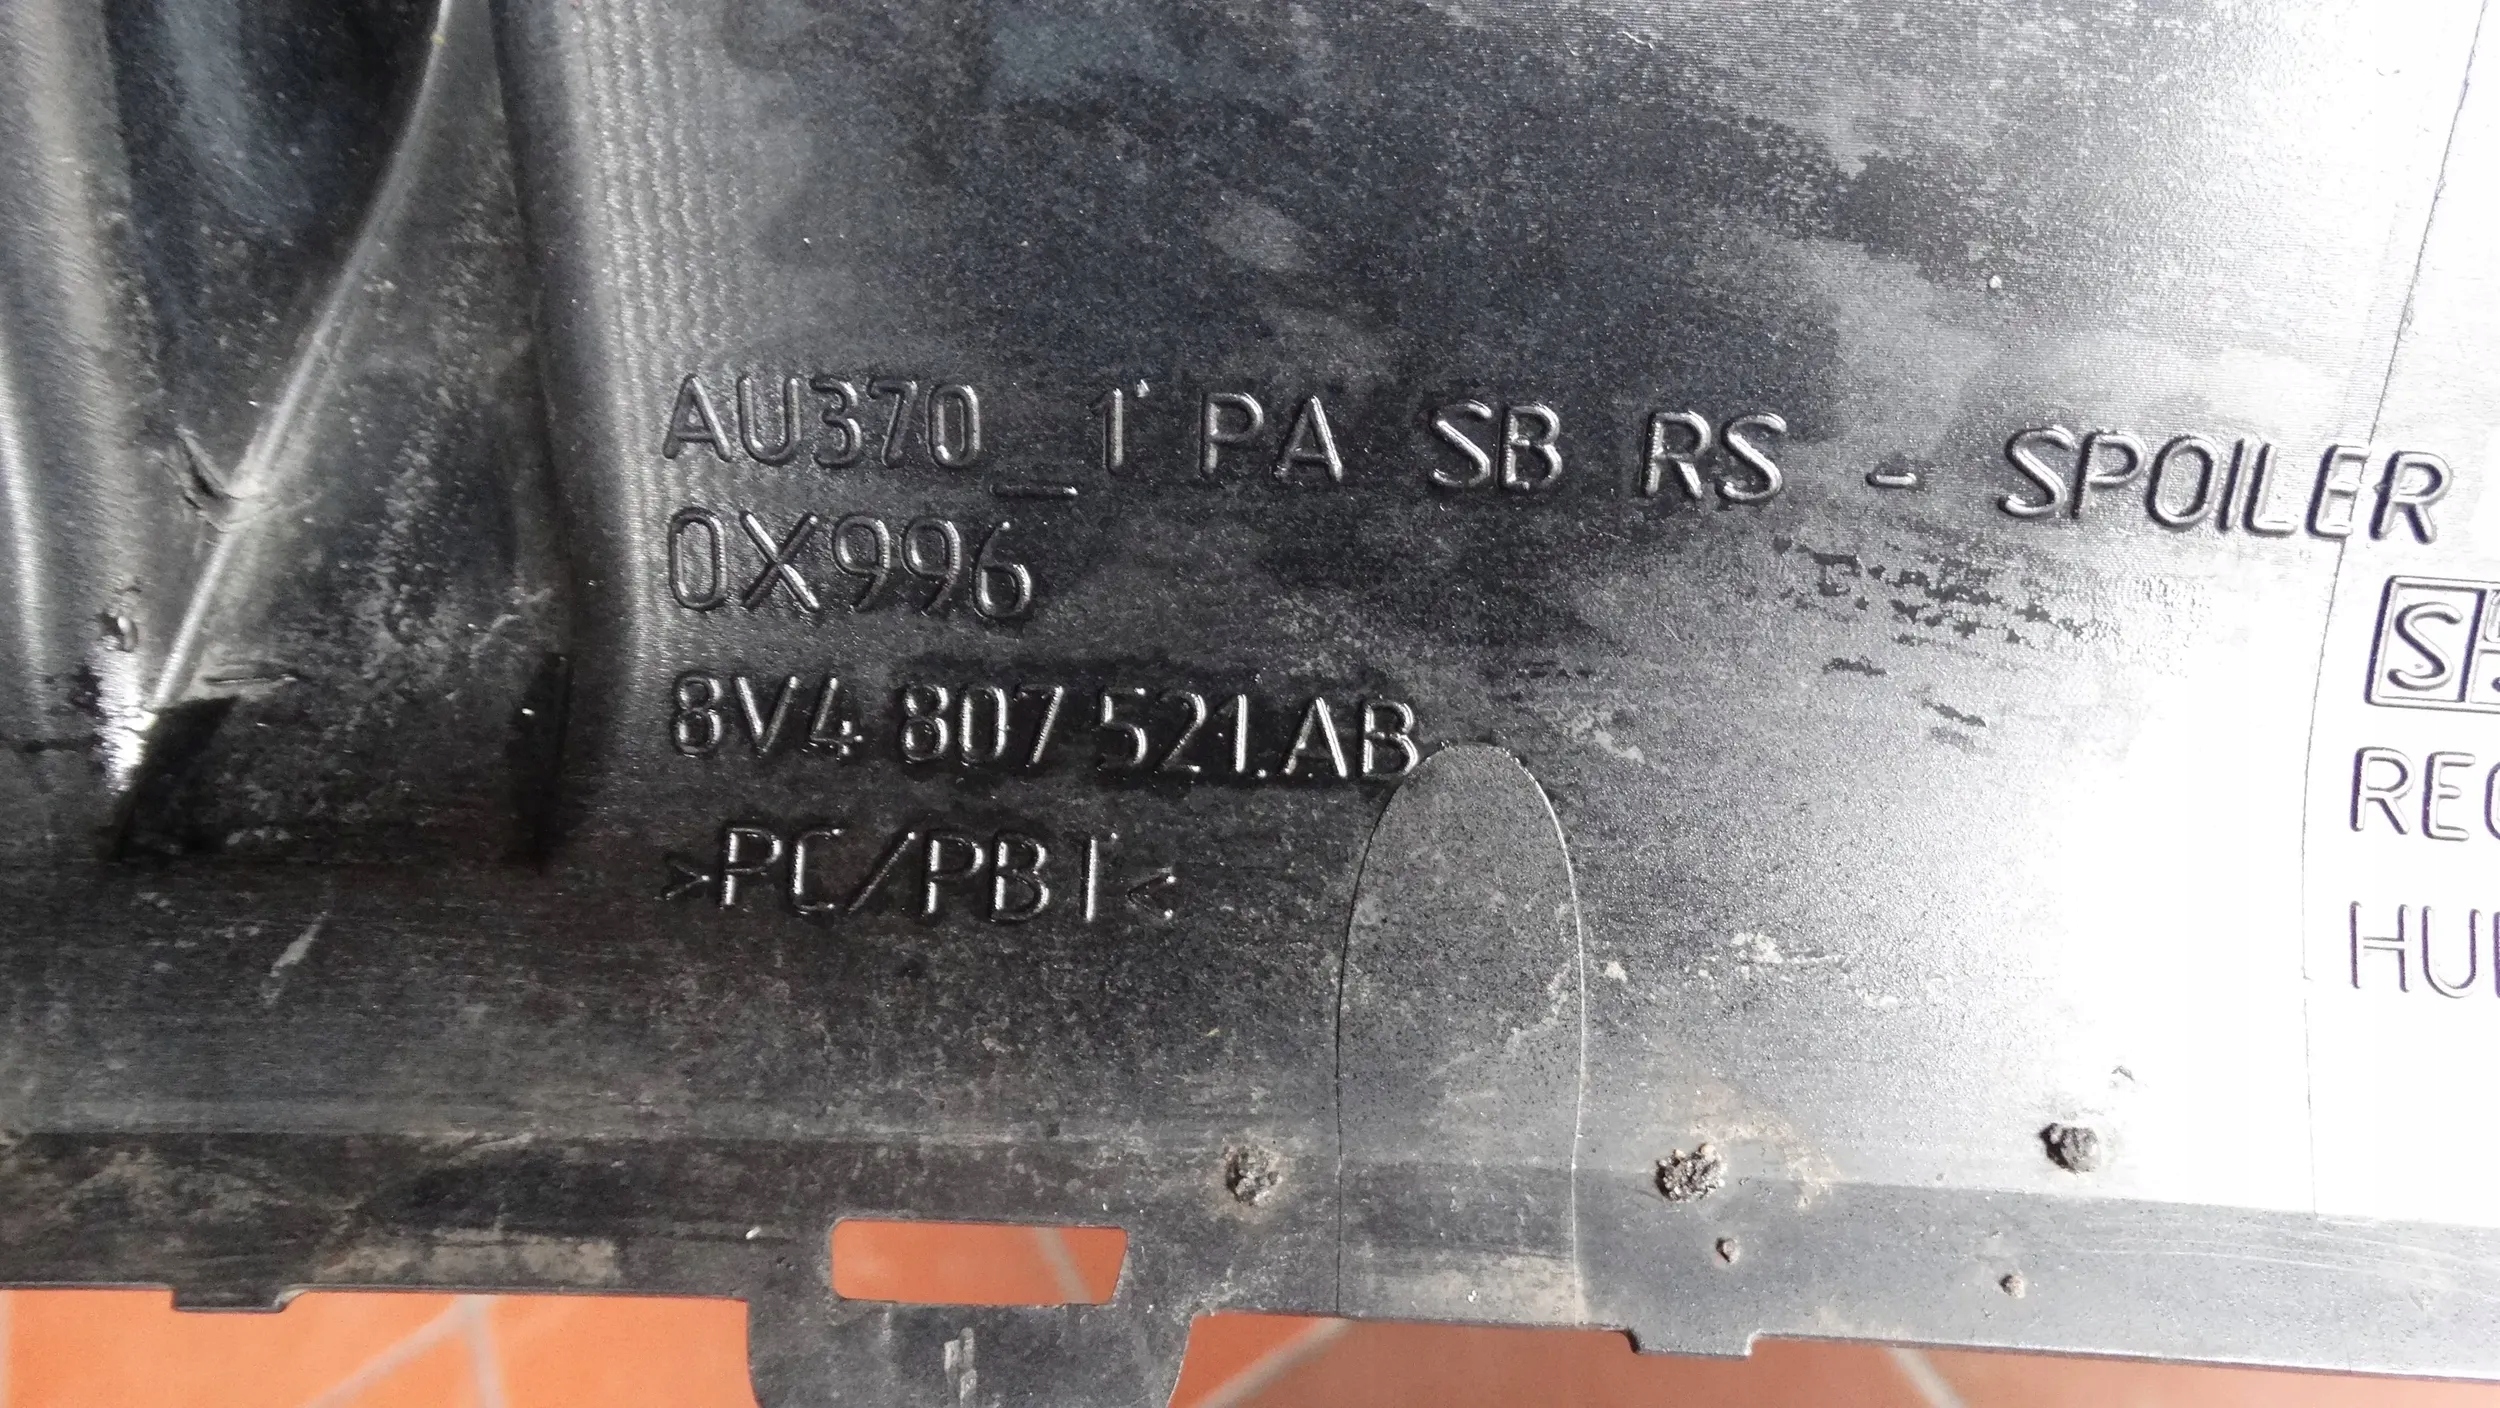 AU370_1 PA SB RS - SPOILER
0X996
8V4 807 521.AB
>PC/PBT<
S